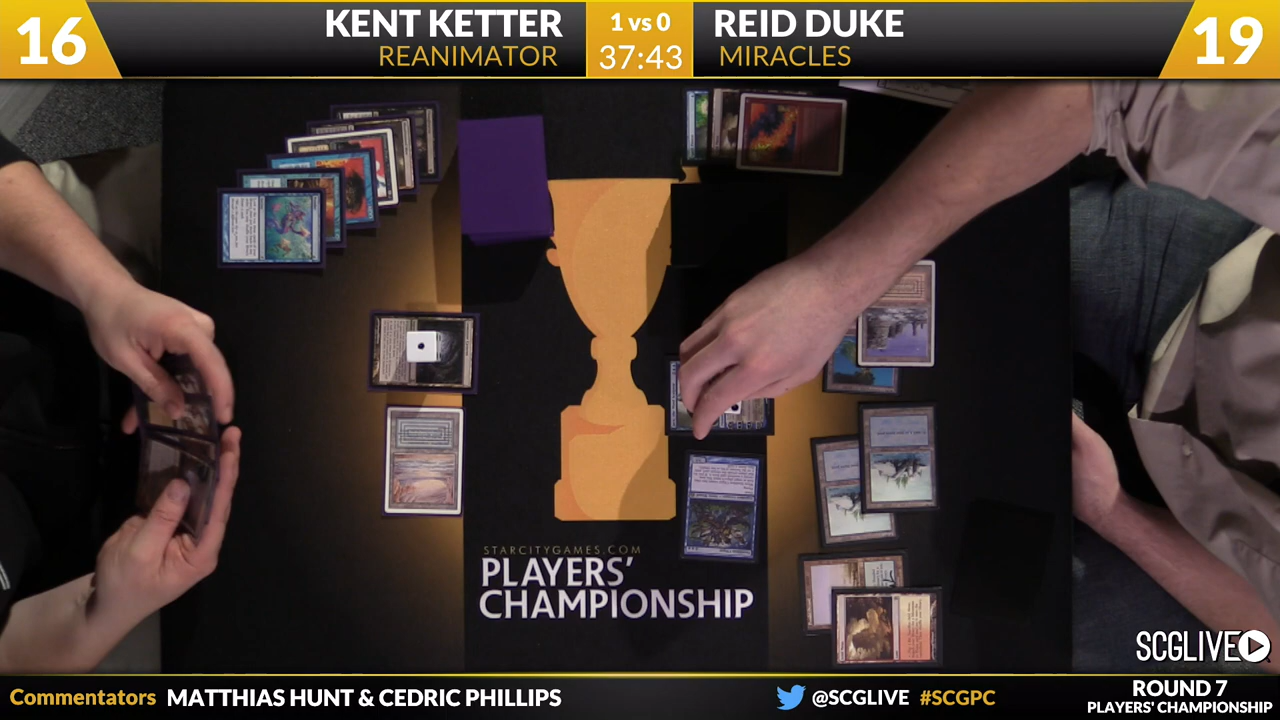 16
KENT KETTER
REANIMATOR
1 vs 0
37:43
REID DUKE
MIRACLES
19
STARCITYGAMES.COM
PLAYERS'
CHAMPIONSHIP
SCGLIVE
Commentators MATTHIAS HUNT & CEDRIC PHILLIPS
@SCGLIVE #SCGPC
ROUND 7
PLAYERS' CHAMPIONSHIP